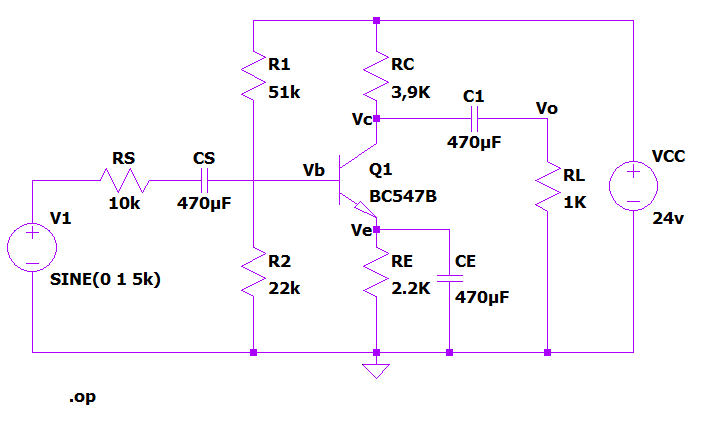 R1
51k
RC
3,9K
C1
470µF
Vc
Vo
RS
10k
CS
470µF
Vb
Q1
BC547B
RL
1K
VCC
24v
V1
SINE(0 1 5k)
Ve
R2
22k
RE
2.2K
CE
470µF
.op